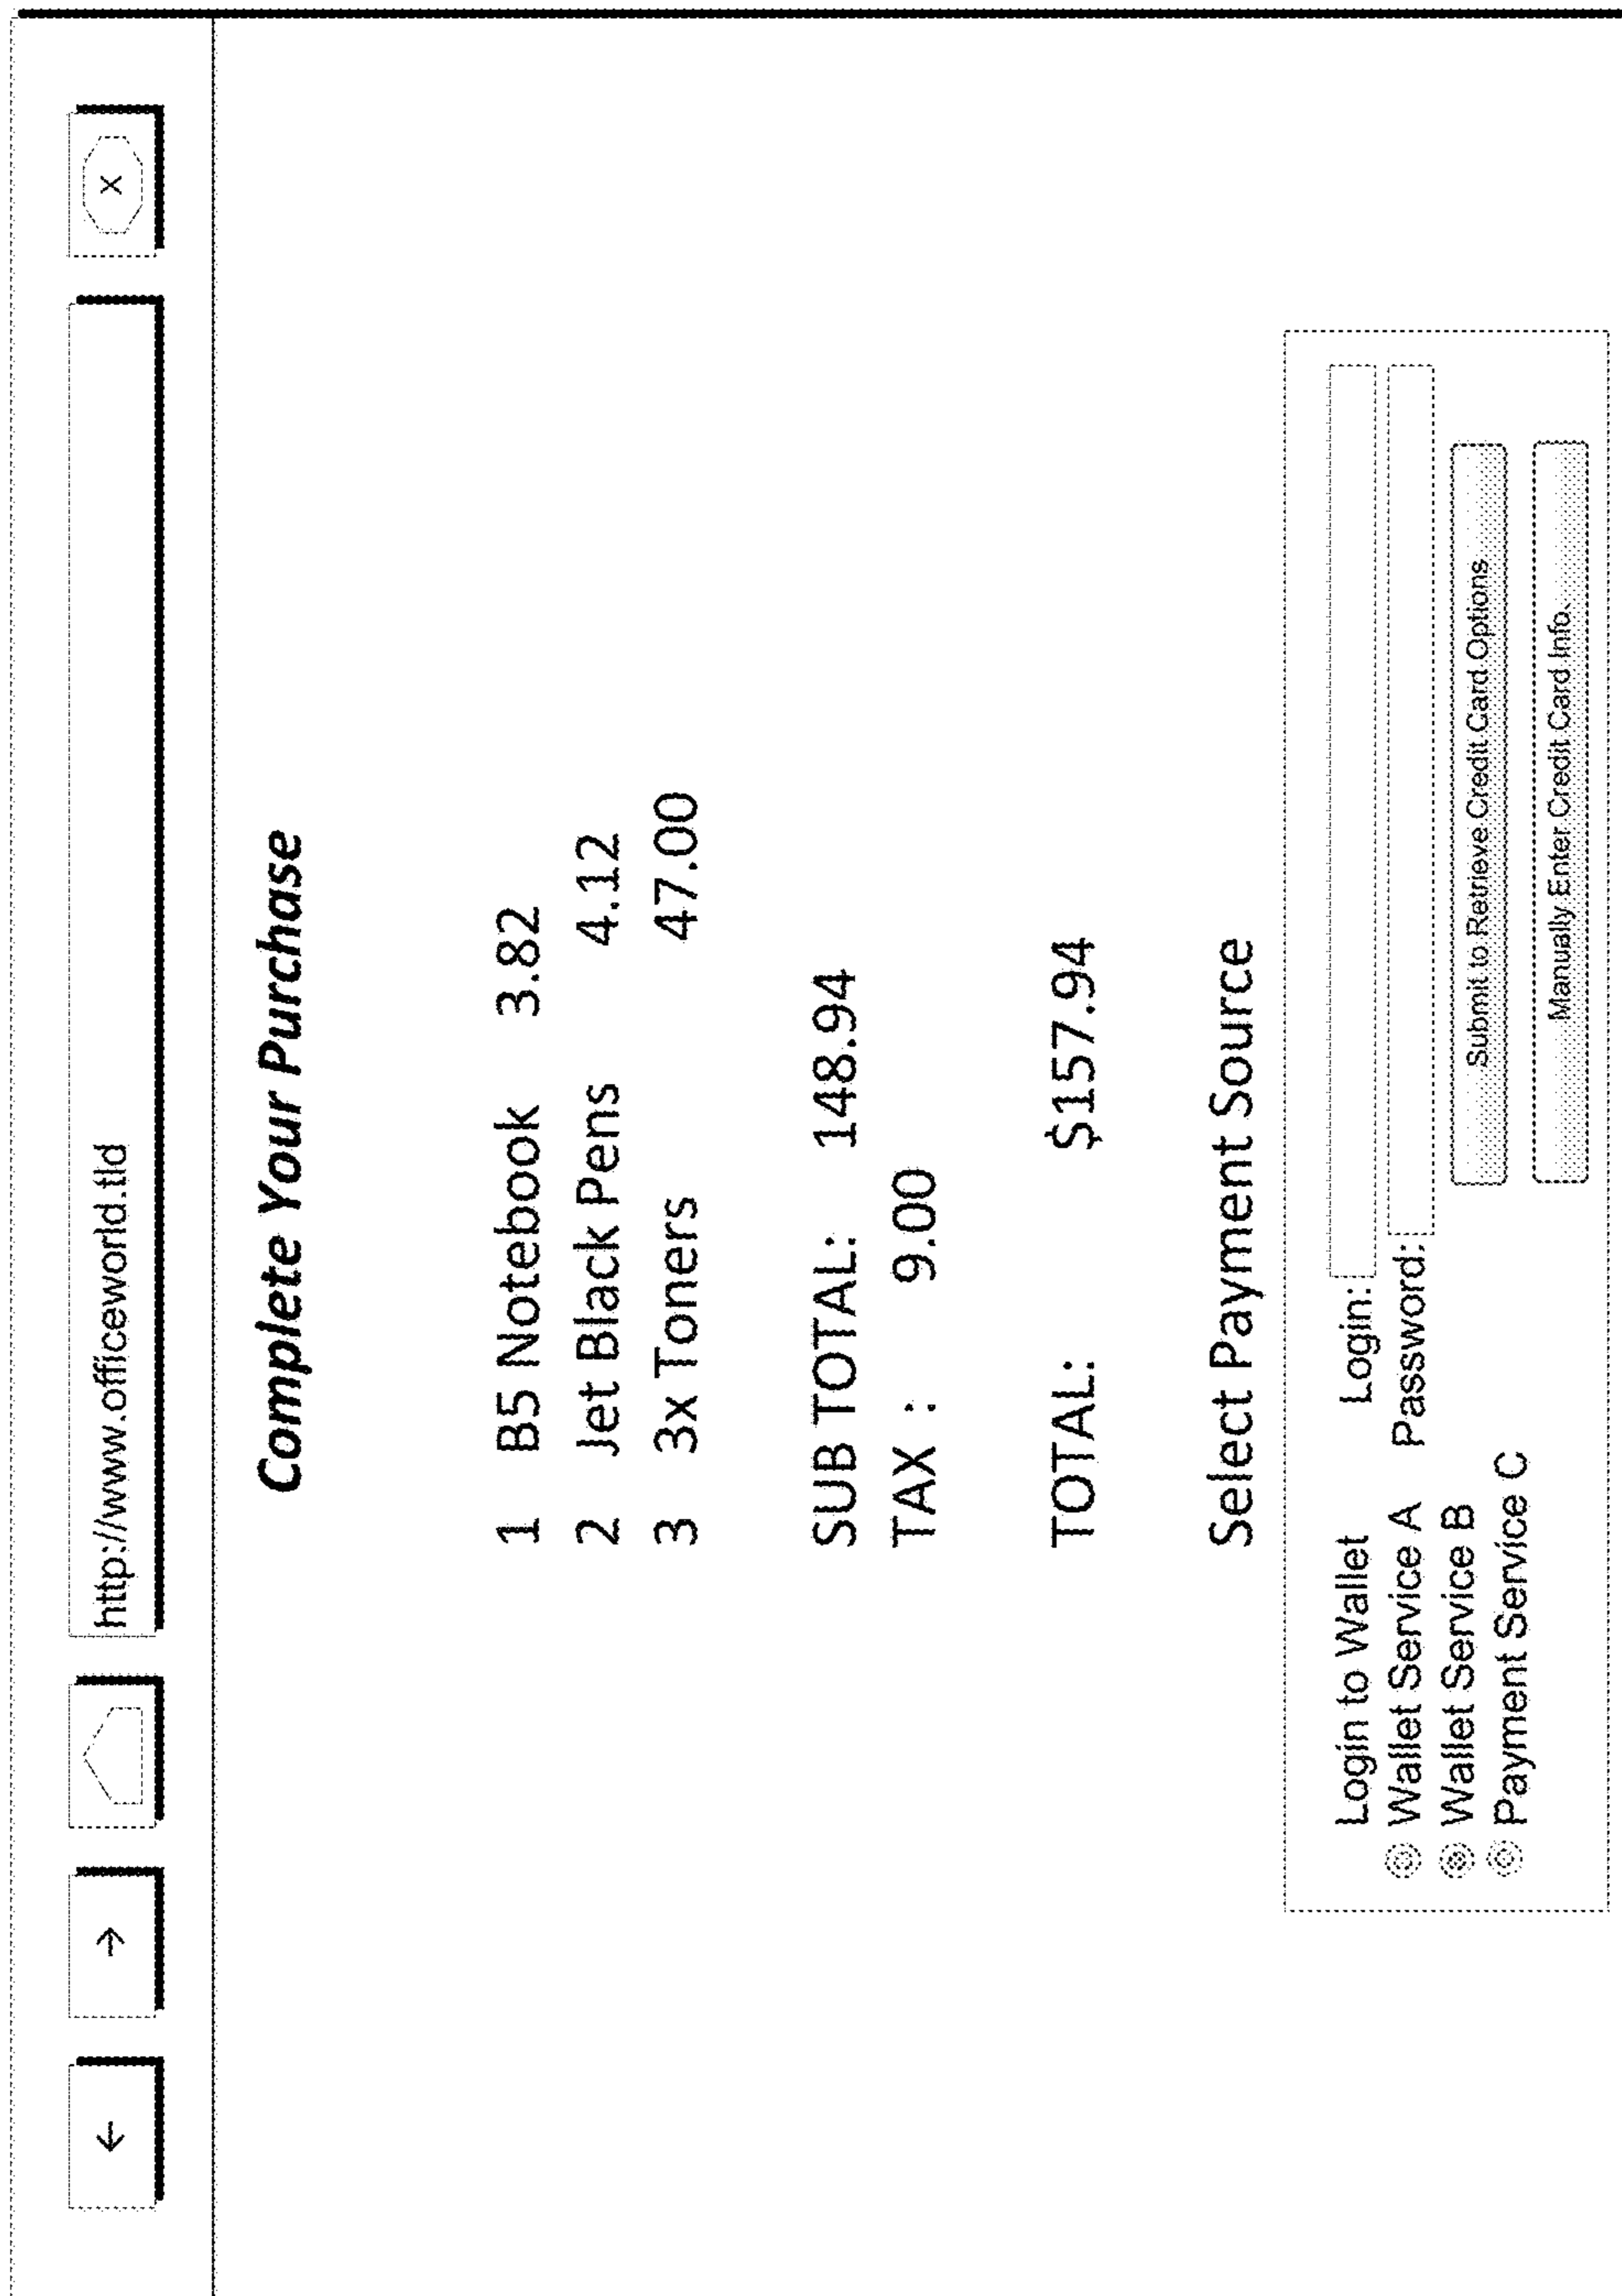 ← → http://www.officeworld.tld X
Complete Your Purchase
1 B5 Notebook 3.82
2 Jet Black Pens 4.12
3 3x Toners 47.00
SUB TOTAL: 148.94
TAX : 9.00
TOTAL: $157.94
Select Payment Source
Login to Wallet Login:
Wallet Service A Password:
Wallet Service B Submit to Retrieve Credit Card Options
Payment Service C
Manually Enter Credit Card Info.